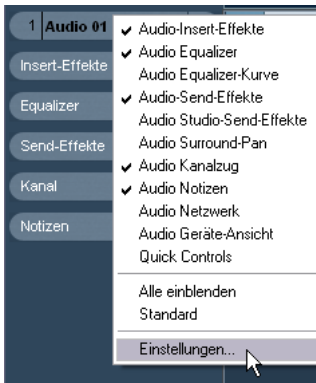 1 Audio 01
Insert-Effekte
Equalizer
Send-Effekte
Kanal
Notizen
Audio-Insert-Effekte
Audio Equalizer
Audio Equalizer-Kurve
Audio-Send-Effekte
Audio Studio-Send-Effekte
Audio Surround-Pan
Audio Kanalzug
Audio Notizen
Audio Netzwerk
Audio Geräte-Ansicht
Quick Controls
Alle einblenden
Standard
Einstellungen...